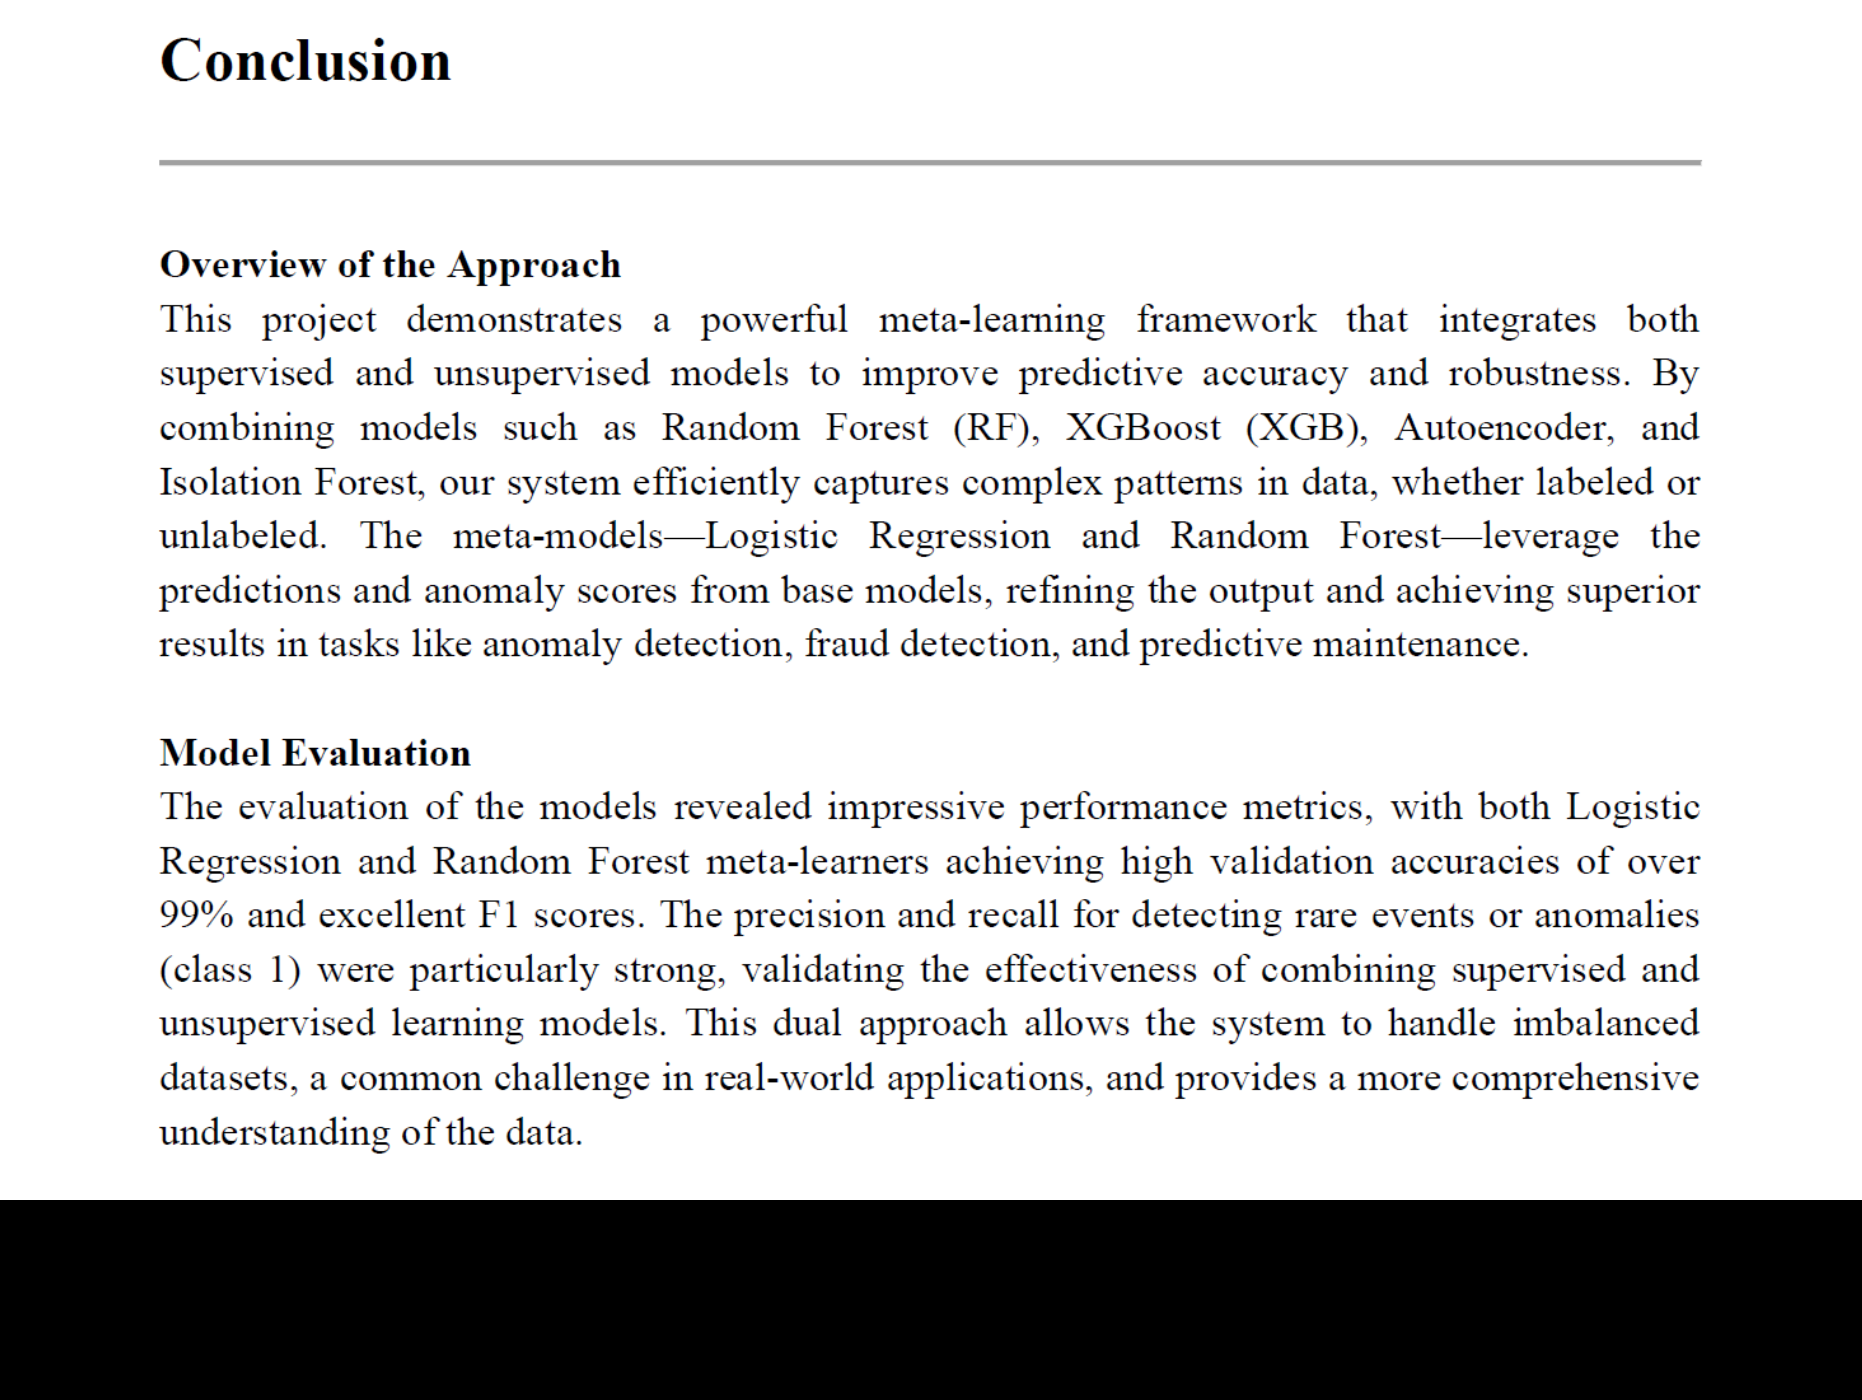 Conclusion
Overview of the Approach
This project demonstrates a powerful meta-learning framework that integrates both
supervised and unsupervised models to improve predictive accuracy and robustness. By
combining models such as Random Forest (RF), XGBoost (XGB), Autoencoder, and
Isolation Forest, our system efficiently captures complex patterns in data, whether labeled or
unlabeled. The meta-models—Logistic Regression and Random Forest—leverage the
predictions and anomaly scores from base models, refining the output and achieving superior
results in tasks like anomaly detection, fraud detection, and predictive maintenance.
Model Evaluation
The evaluation of the models revealed impressive performance metrics, with both Logistic
Regression and Random Forest meta-learners achieving high validation accuracies of over
99% and excellent F1 scores. The precision and recall for detecting rare events or anomalies
(class 1) were particularly strong, validating the effectiveness of combining supervised and
unsupervised learning models. This dual approach allows the system to handle imbalanced
datasets, a common challenge in real-world applications, and provides a more comprehensive
understanding of the data.